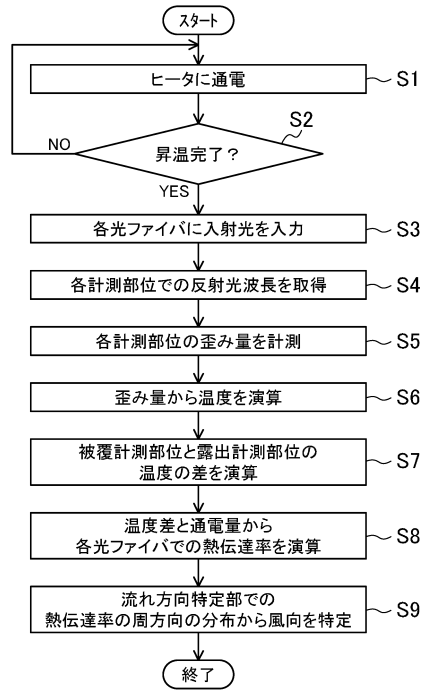 スタート
ヒータに通電
S1
昇温完了？
S2
NO
YES
各光ファイバに入射光を入力
S3
各計測部位での反射光波長を取得
S4
各計測部位の歪み量を計測
S5
歪み量から温度を演算
S6
被覆計測部位と露出計測部位の
温度の差を演算
S7
温度差と通電量から
各光ファイバでの熱伝達率を演算
S8
流れ方向特定部での
熱伝達率の周方向の分布から風向を特定
S9
終了